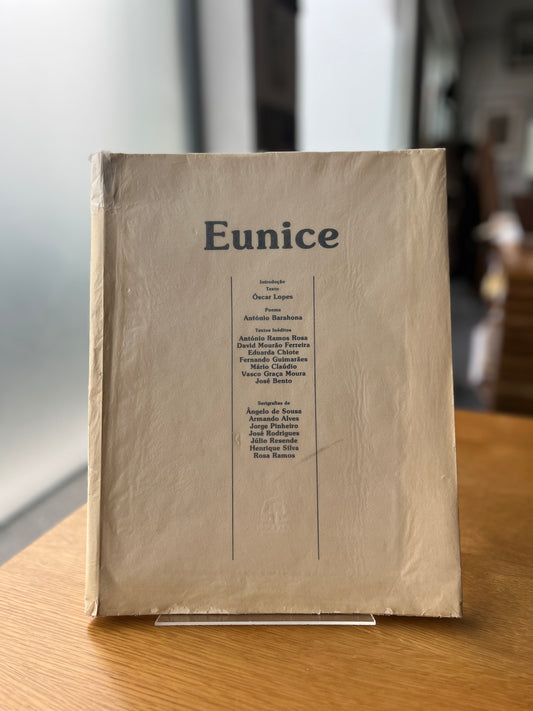 Eunice
Introdução
Texto
Óscar Lopes
Poema
António Barahona
Textos Inéditos
António Ramos Rosa
David Mourão Ferreira
Eduarda Chiote
Fernando Guimarães
Mário Claúdio
Vasco Graça Moura
José Bento
Serigrafias de
Ângelo de Sousa
Armando Alves
Jorge Pinheiro
José Rodrigues
Júlio Resende
Henrique Silva
Rosa Ramos